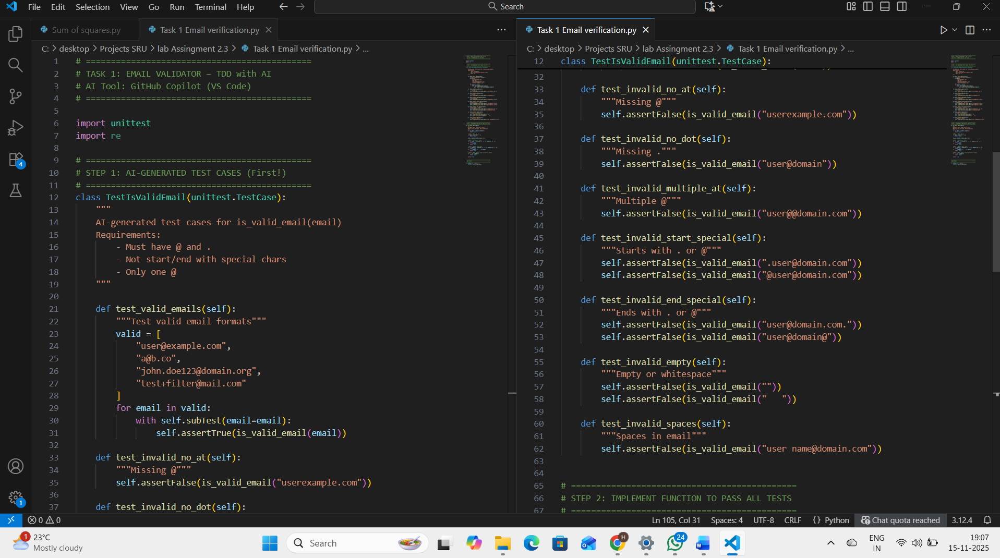 File Edit Selection View Go Run Terminal Help
Search
Sum of squares.py
Task 1 Email verification.py
C: > desktop > Projects SRU > lab Assingment 2.3 > Task 1 Email verification.py > ...
1 # =============================================
2 # TASK 1: EMAIL VALIDATOR – TDD with AI
3 # AI Tool: GitHub Copilot (VS Code)
4 # =============================================
5
6 import unittest
7 import re
8
9 # =============================================
10 # STEP 1: AI-GENERATED TEST CASES (First!)
11 # =============================================
12 class TestIsValidEmail(unittest.TestCase):
13 """
14 AI-generated test cases for is_valid_email(email)
15 Requirements:
16 - Must have @ and .
17 - Not start/end with special chars
18 - Only one @
19 """
20
21 def test_valid_emails(self):
22 """Test valid email formats"""
23 valid = [
24 "user@example.com",
25 "a@b.co",
26 "john.doe123@domain.org",
27 "test+filter@mail.com"
28 ]
29 for email in valid:
30 with self.subTest(email=email):
31 self.assertTrue(is_valid_email(email))
32
33 def test_invalid_no_at(self):
34 """Missing @"""
35 self.assertFalse(is_valid_email("userexample.com"))
36
37 def test_invalid_no_dot(self):
Task 1 Email verification.py
C: > desktop > Projects SRU > lab Assingment 2.3 > Task 1 Email verification.py > ...
12 class TestIsValidEmail(unittest.TestCase):
32
33 def test_invalid_no_at(self):
34 """Missing @"""
35 self.assertFalse(is_valid_email("userexample.com"))
36
37 def test_invalid_no_dot(self):
38 """Missing ."""
39 self.assertFalse(is_valid_email("user@domain"))
40
41 def test_invalid_multiple_at(self):
42 """Multiple @"""
43 self.assertFalse(is_valid_email("user@@domain.com"))
44
45 def test_invalid_start_special(self):
46 """Starts with . or @"""
47 self.assertFalse(is_valid_email(".user@domain.com"))
48 self.assertFalse(is_valid_email("@user@domain.com"))
49
50 def test_invalid_end_special(self):
51 """Ends with . or @"""
52 self.assertFalse(is_valid_email("user@domain.com."))
53 self.assertFalse(is_valid_email("user@domain@"))
54
55 def test_invalid_empty(self):
56 """Empty or whitespace"""
57 self.assertFalse(is_valid_email(""))
58 self.assertFalse(is_valid_email("   "))
59
60 def test_invalid_spaces(self):
61 """Spaces in email"""
62 self.assertFalse(is_valid_email("user name@domain.com"))
63
64
65 # =============================================
66 # STEP 2: IMPLEMENT FUNCTION TO PASS ALL TESTS
67 # =============================================
4
1
0 0
Ln 105, Col 31 Spaces: 4 UTF-8 CRLF {} Python Chat quota reached 3.12.4
1
23°C
Mostly cloudy
Search
H
24
ENG
IN
19:07
15-11-2025